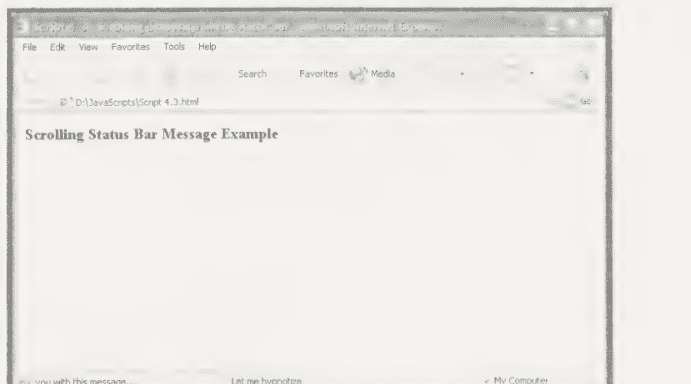 File Edit View Favorites Tools Help
Search Favorites Media
D:\JavaScripts\Script 4.3.html Go
Scrolling Status Bar Message Example
you with this message.... Let me hypnotize My Computer